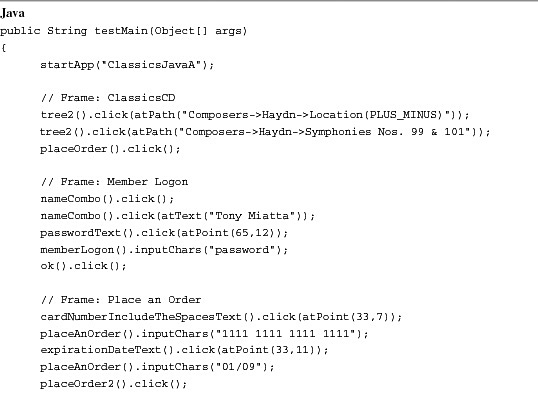 Java
public String testMain(Object[] args)
{
startApp("ClassicsJavaA");
// Frame: ClassicsCD
tree2().click(atPath("Composers->Haydn->Location(PLUS_MINUS)"));
tree2().click(atPath("Composers->Haydn->Symphonies Nos. 99 & 101"));
placeOrder().click();
// Frame: Member Logon
nameCombo().click();
nameCombo().click(atText("Tony Miatta"));
passwordText().click(atPoint(65,12));
memberLogon().inputChars("password");
ok().click();
// Frame: Place an Order
cardNumberIncludeTheSpacesText().click(atPoint(33,7));
placeAnOrder().inputChars("1111 1111 1111 1111");
expirationDateText().click(atPoint(33,11));
placeAnOrder().inputChars("01/09");
placeOrder2().click();